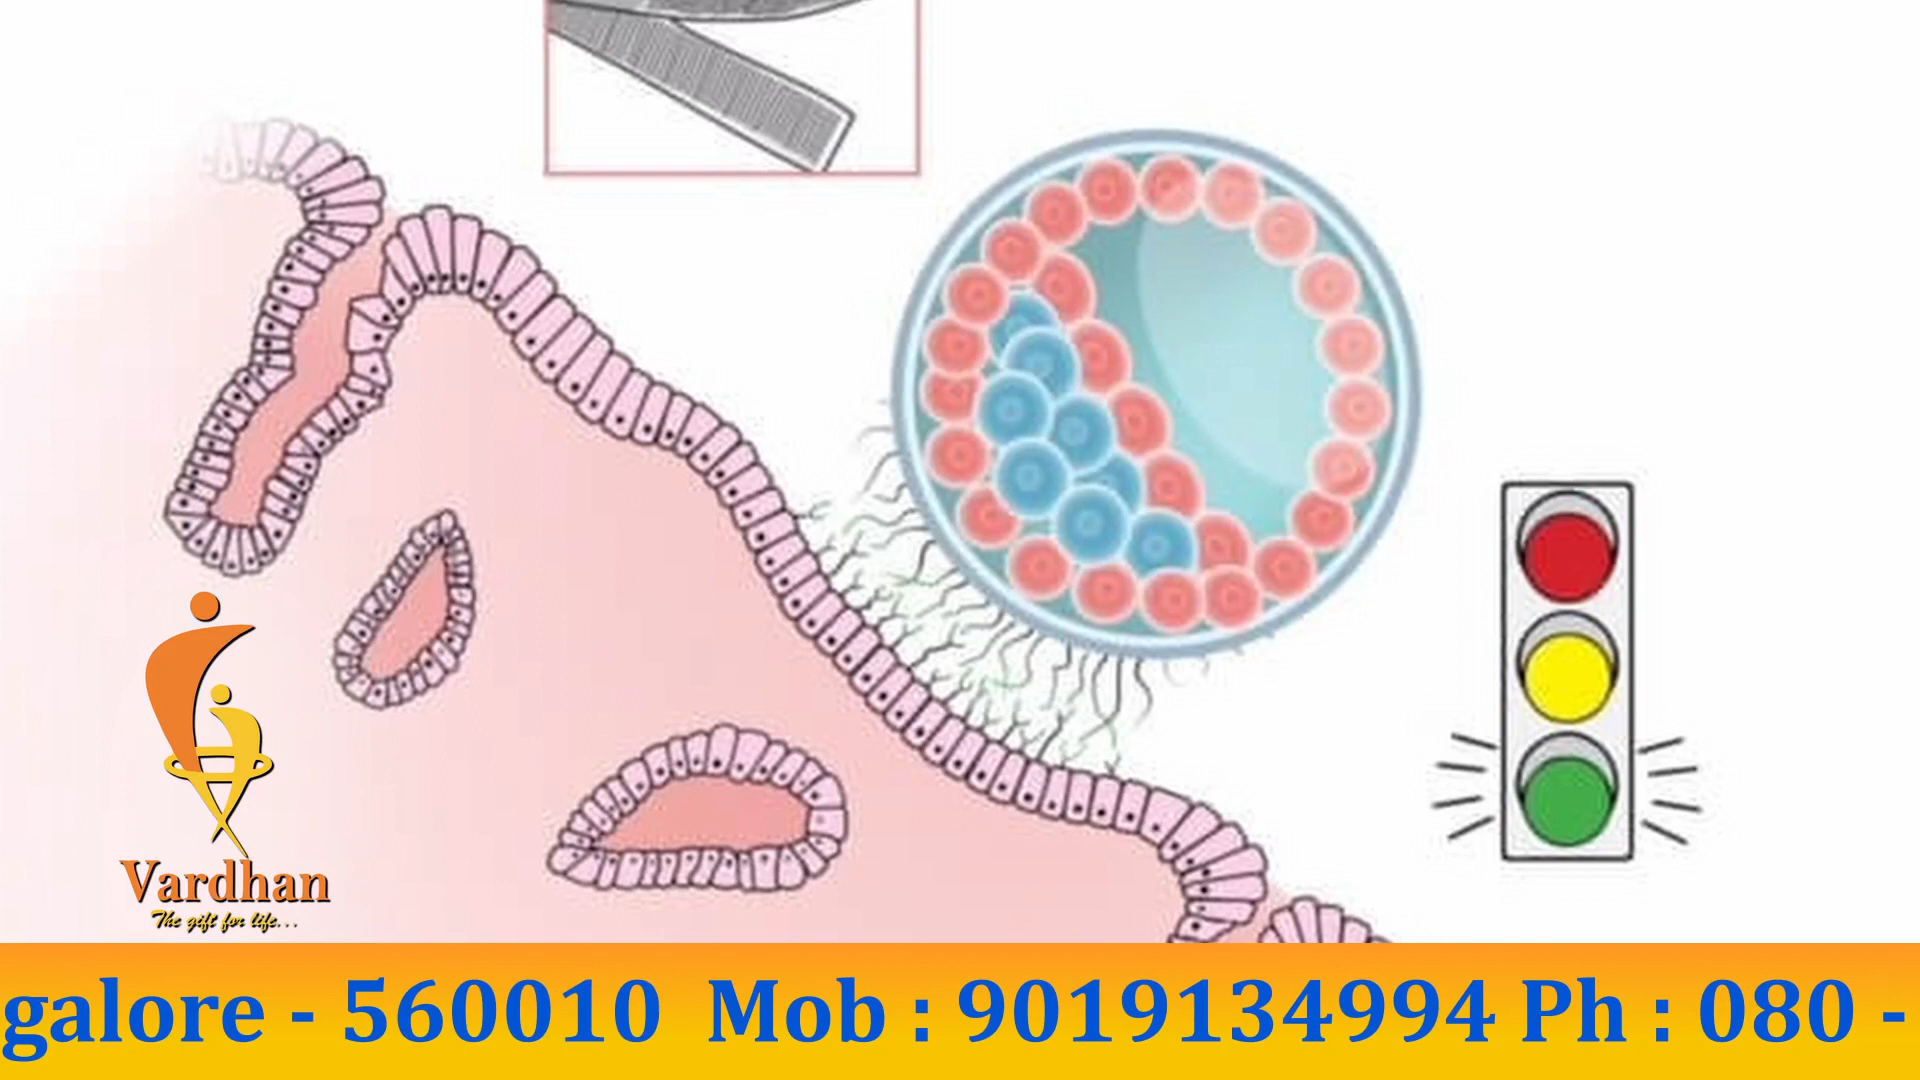 Vardhan
The gift for life...
galore - 560010 Mob : 9019134994 Ph : 080 -